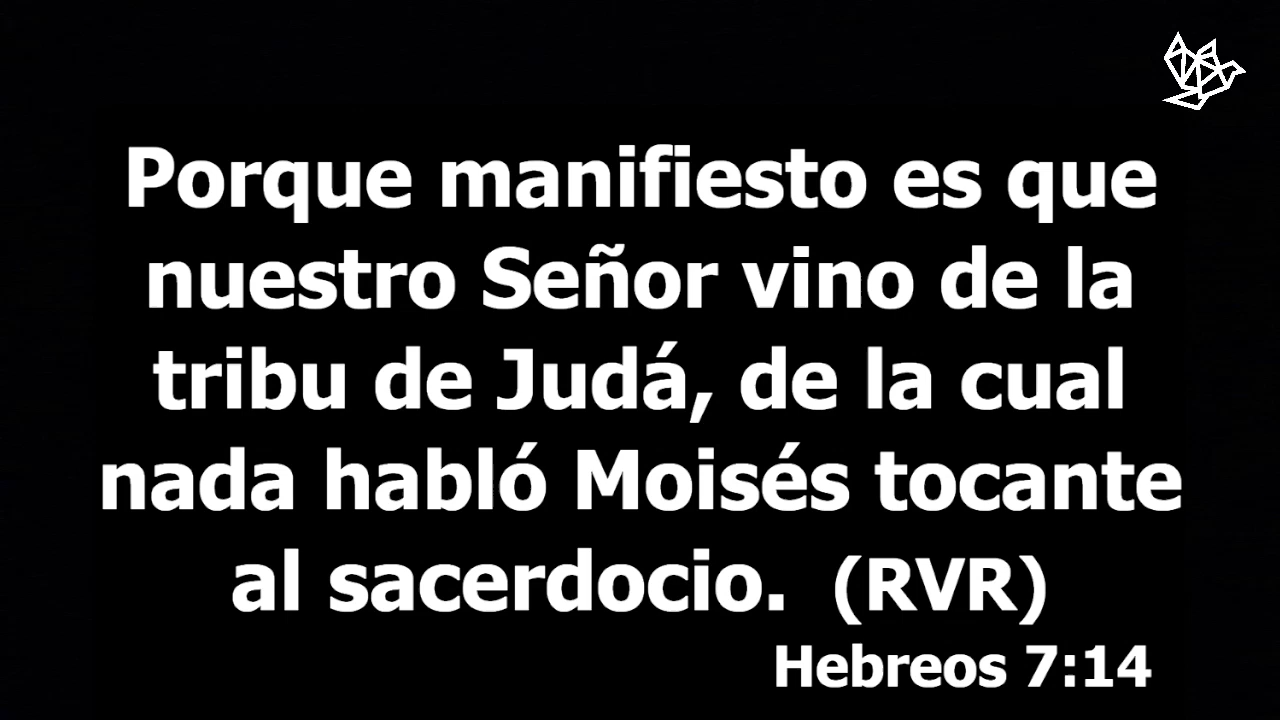 Porque manifiesto es que
nuestro Señor vino de la
tribu de Judá, de la cual
nada habló Moisés tocante
al sacerdocio. (RVR)
Hebreos 7:14